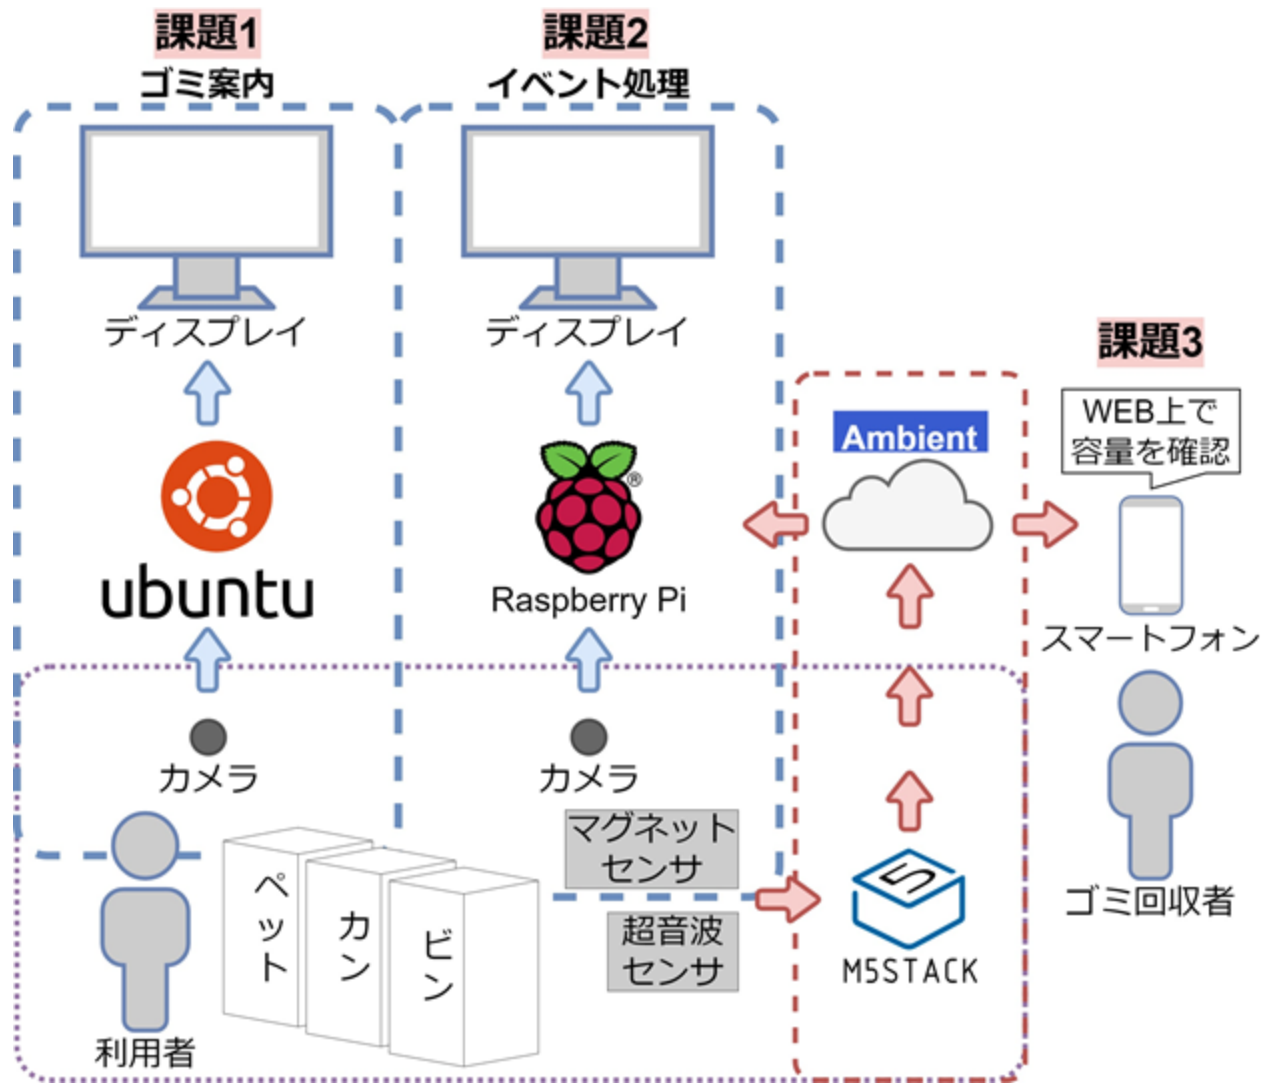 課題1
ゴミ案内
課題2
イベント処理
ディスプレイ
ディスプレイ
課題3
WEB上で
容量を確認
Ambient
ubuntu
®
Raspberry Pi
スマートフォン
カメラ
カメラ
マグネット
センサ
超音波
センサ
5
M5STACK
ゴミ回収者
ペット
カン
ビン
利用者